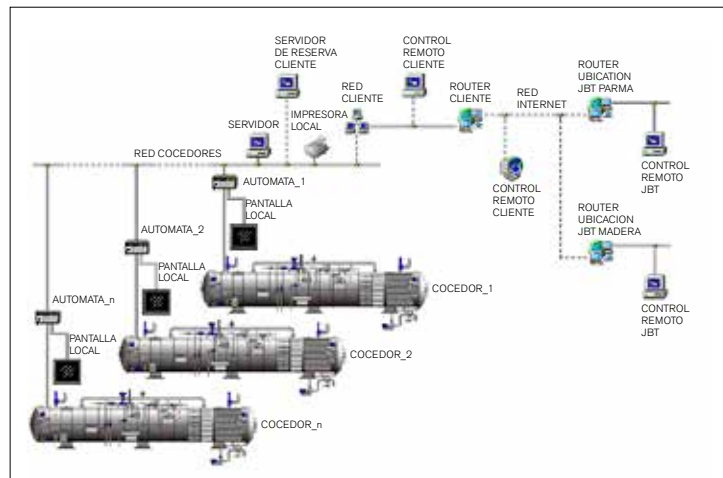 SERVIDOR
DE RESERVA
CLIENTE
CONTROL
REMOTO
CLIENTE
RED
CLIENTE
ROUTER
CLIENTE
RED
INTERNET
ROUTER
UBICATION
JBT PARMA
SERVIDOR
IMPRESORA
LOCAL
RED COCEDORES
CONTROL
REMOTO
CLIENTE
CONTROL
REMOTO
JBT
AUTOMATA_1
PANTALLA
LOCAL
ROUTER
UBICACION
JBT MADERA
AUTOMATA_2
PANTALLA
LOCAL
COCEDOR_1
CONTROL
REMOTO
JBT
AUTOMATA_n
PANTALLA
LOCAL
COCEDOR_2
COCEDOR_n